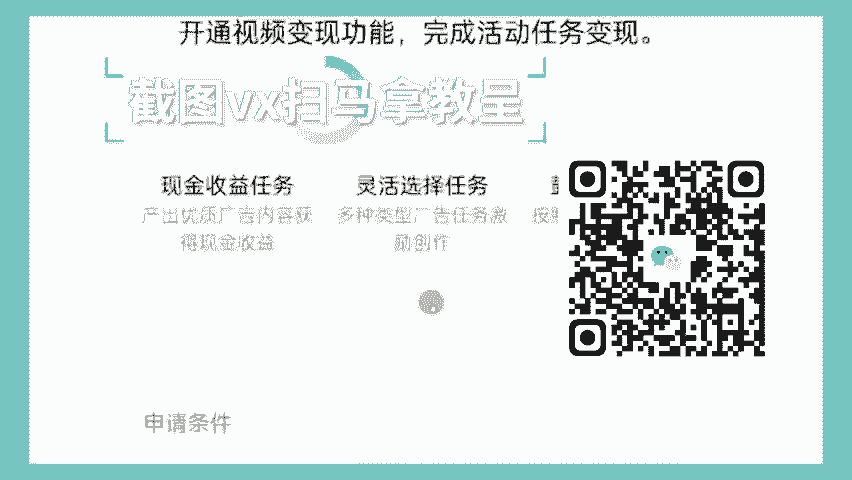 开通视频变现功能，完成活动任务变现。
截图vx扫马拿教呈
现金收益任务
灵活选择任务
产出优质广告内容获
得现金收益
多种类型广告任务激
励创作
申请条件